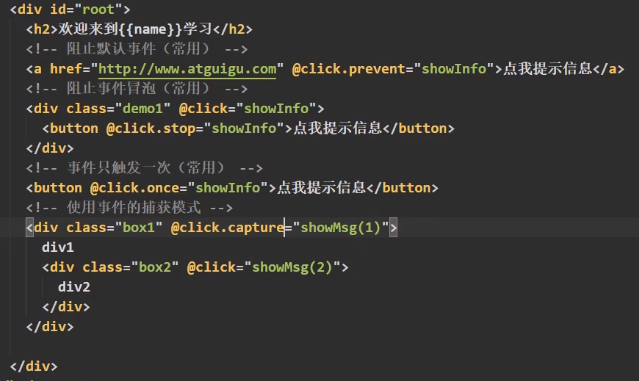 <div id="root">
<h2>欢迎来到{{name}}学习</h2>
<!-- 阻止默认事件（常用） -->
<a href="http://www.atguigu.com" @click.prevent="showInfo">点我提示信息</a>
<!-- 阻止事件冒泡（常用） -->
<div class="demo1" @click="showInfo">
<button @click.stop="showInfo">点我提示信息</button>
</div>
<!-- 事件只触发一次（常用） -->
<button @click.once="showInfo">点我提示信息</button>
<!-- 使用事件的捕获模式 -->
<div class="box1" @click.capture="showMsg(1)">
div1
<div class="box2" @click="showMsg(2)">
div2
</div>
</div>
</div>